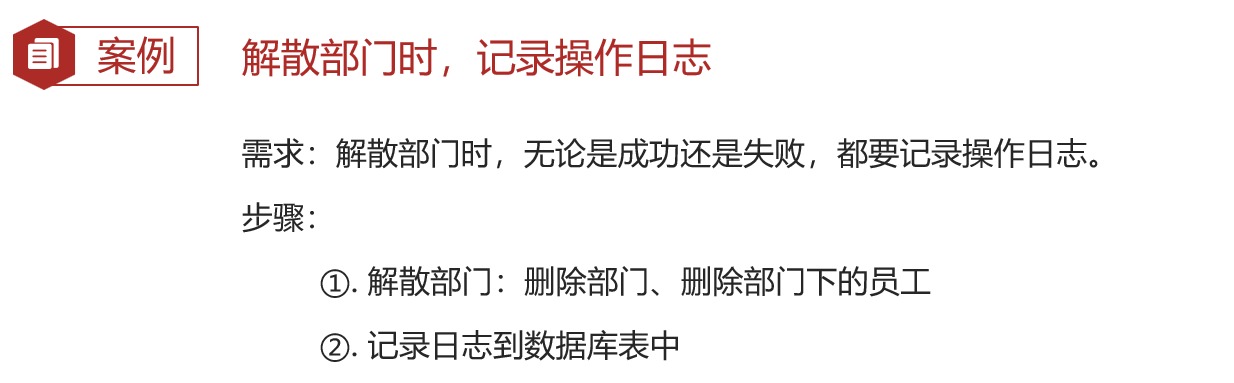 案例
解散部门时，记录操作日志
需求：解散部门时，无论是成功还是失败，都要记录操作日志。
步骤：
①. 解散部门：删除部门、删除部门下的员工
②. 记录日志到数据库表中